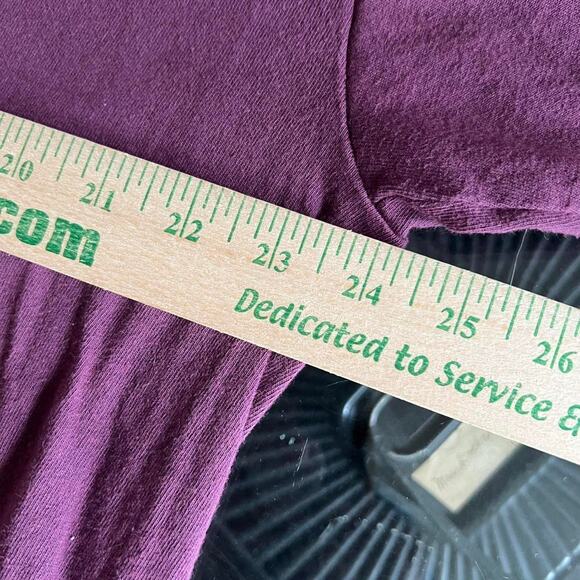 20 21 22 23 24 25 26
.com
Dedicated to Service &